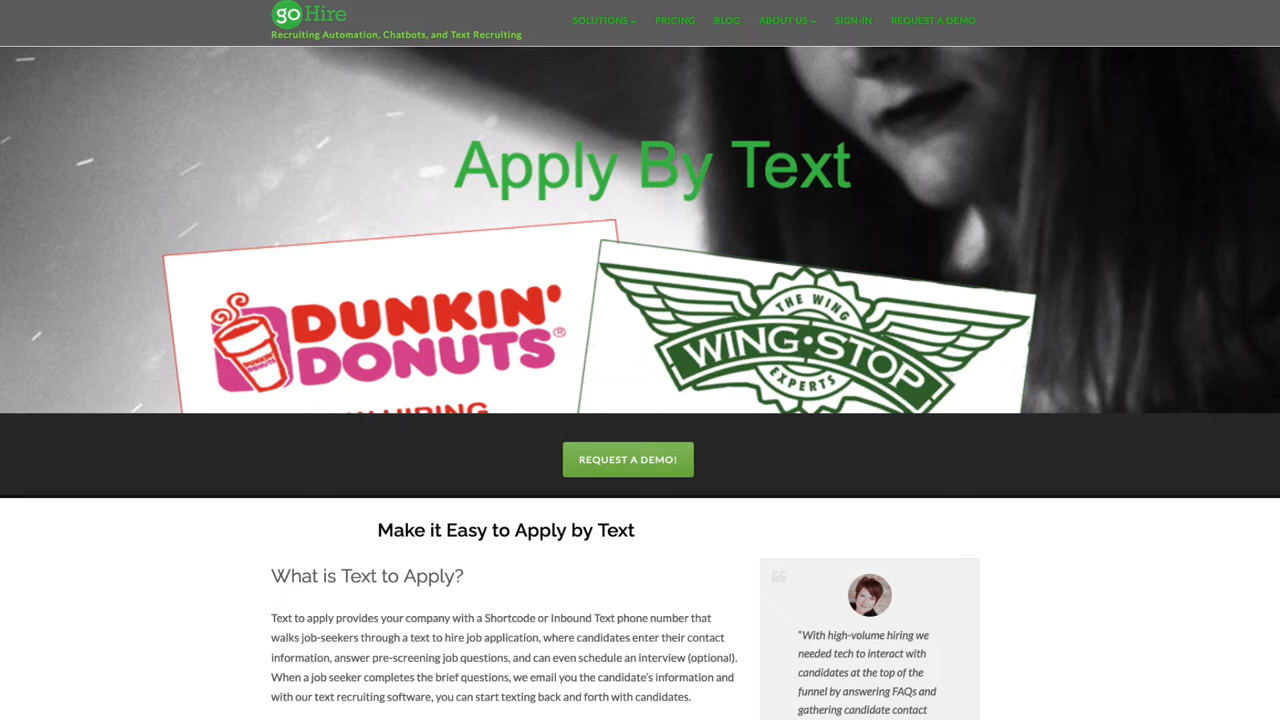 goHire
Recruiting Automation, Chatbots, and Text Recruiting
SOLUTIONS PRICING BLOG ABOUT US SIGN-IN REQUEST A DEMO
Apply By Text
DUNKIN'
DONUTS®
DUNKIN'
DONUTS
HIRING
THE WING
WING·STOP
EXPERTS
REQUEST A DEMO!
Make it Easy to Apply by Text
What is Text to Apply?
Text to apply provides your company with a Shortcode or Inbound Text phone number that
walks job-seekers through a text to hire job application, where candidates enter their contact
information, answer pre-screening job questions, and can even schedule an interview (optional).
When a job seeker completes the brief questions, we email you the candidate's information and
with our text recruiting software, you can start texting back and forth with candidates.
"With high-volume hiring we
needed tech to interact with
candidates at the top of the
funnel by answering FAQs and
gathering candidate contact